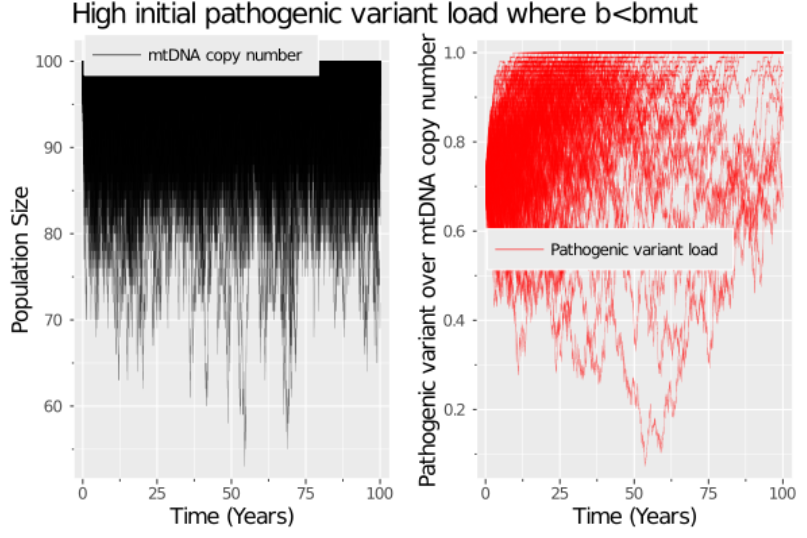 High initial pathogenic variant load where b<bmut
mtDNA copy number
100
90
80
70
60
Population Size
0
25
50
75
100
Time (Years)
Pathogenic variant over mtDNA copy number
1.0
0.8
0.6
0.4
0.2
Pathogenic variant load
0
25
50
75
100
Time (Years)